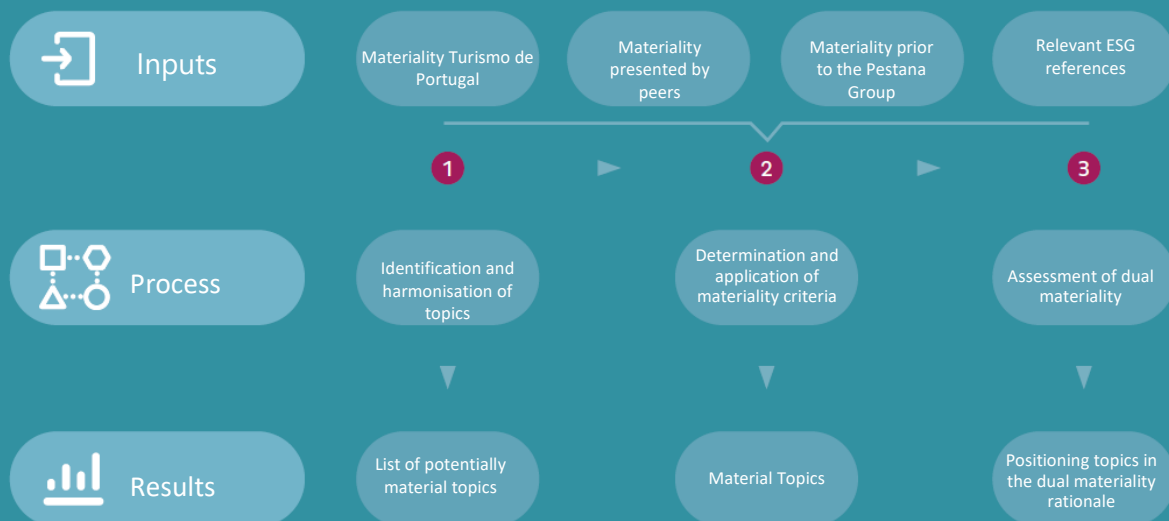 Inputs
Materiality Turismo de
Portugal
Materiality
presented by
peers
Materiality prior
to the Pestana
Group
Relevant ESG
references
1
2
3
Process
Identification and
harmonisation of
topics
Determination and
application of
materiality criteria
Assessment of dual
materiality
Results
List of potentially
material topics
Material Topics
Positioning topics in
the dual materiality
rationale